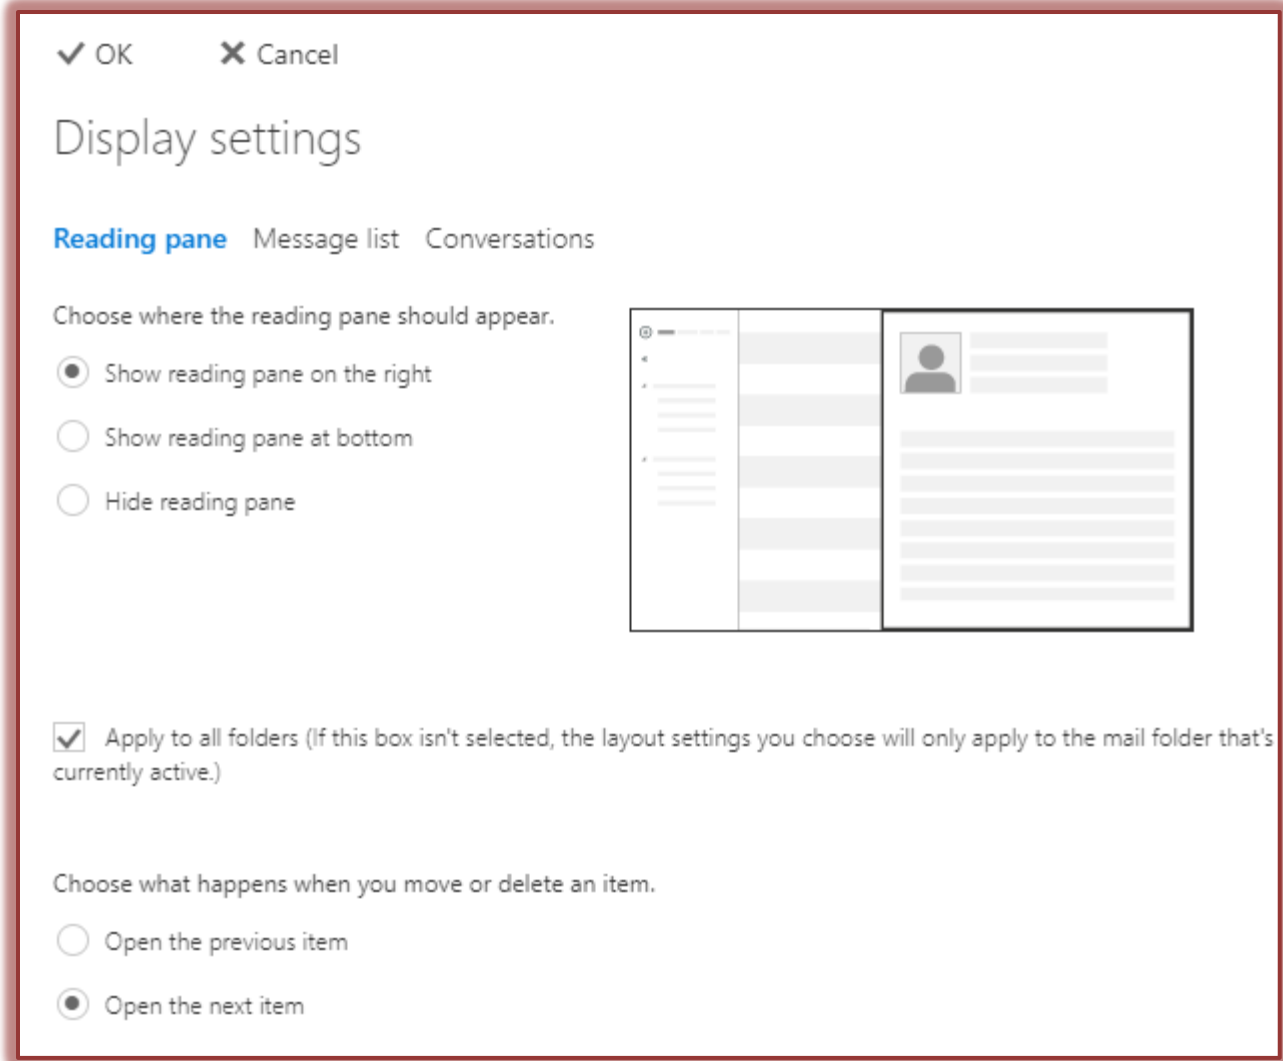 OK Cancel
Display settings
Reading pane Message list Conversations
Choose where the reading pane should appear.
Show reading pane on the right
Show reading pane at bottom
Hide reading pane
Apply to all folders (If this box isn't selected, the layout settings you choose will only apply to the mail folder that's
currently active.)
Choose what happens when you move or delete an item.
Open the previous item
Open the next item